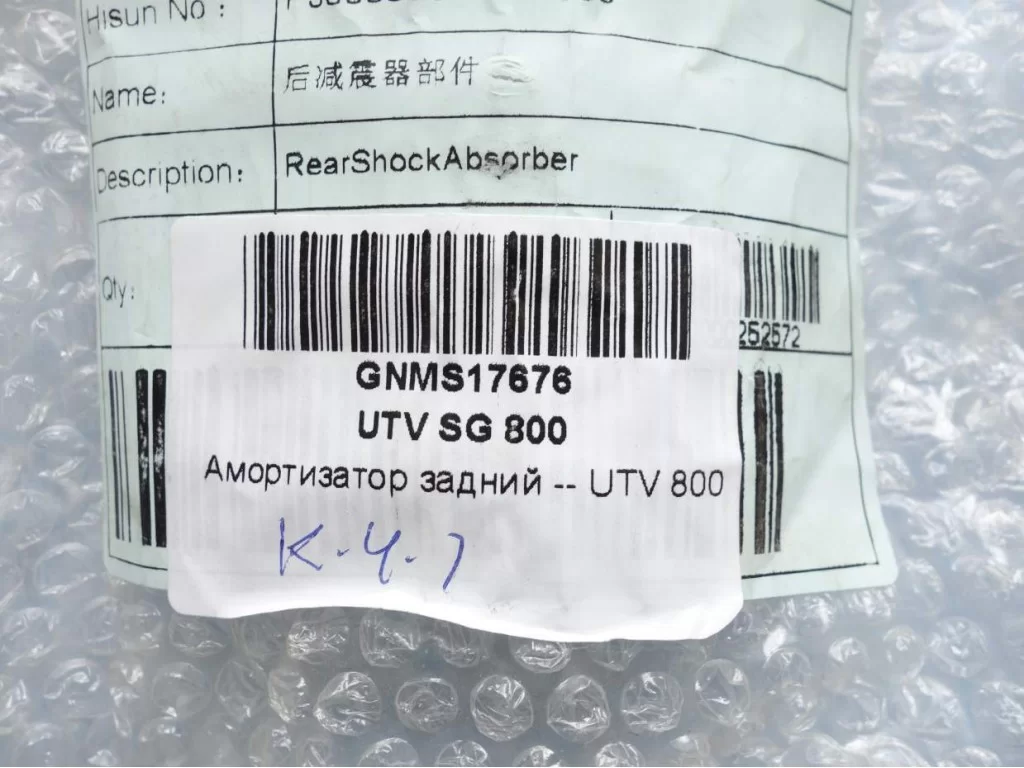 Hisun No :
Name: 后减震器部件
Description: RearShockAbsorber
Qty:
252572
GNMS17676
UTV SG 800
Амортизатор задний -- UTV 800
К.4.7